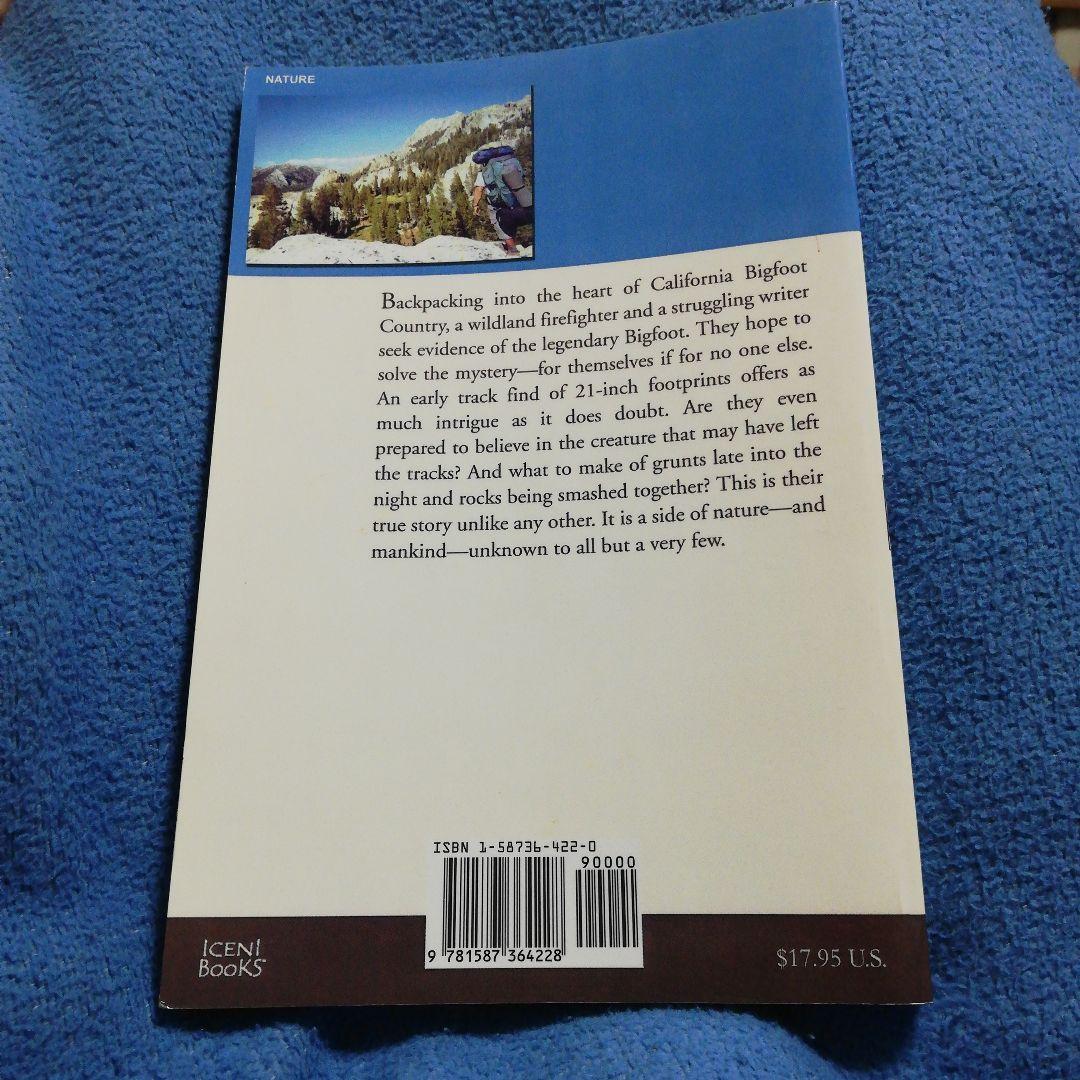 NATURE
Backpacking into the heart of California Bigfoot
Country, a wildland firefighter and a struggling writer
seek evidence of the legendary Bigfoot. They hope to
solve the mystery—for themselves if for no one else.
An early track find of 21-inch footprints offers as
much intrigue as it does doubt. Are they even
prepared to believe in the creature that may have left
the tracks? And what to make of grunts late into the
night and rocks being smashed together? This is their
true story unlike any other. It is a side of nature—and
mankind—unknown to all but a very few.
ISBN 1-58736-422-0
90000
9 781587 364228
ICENI
BOOKS™
$17.95 U.S.